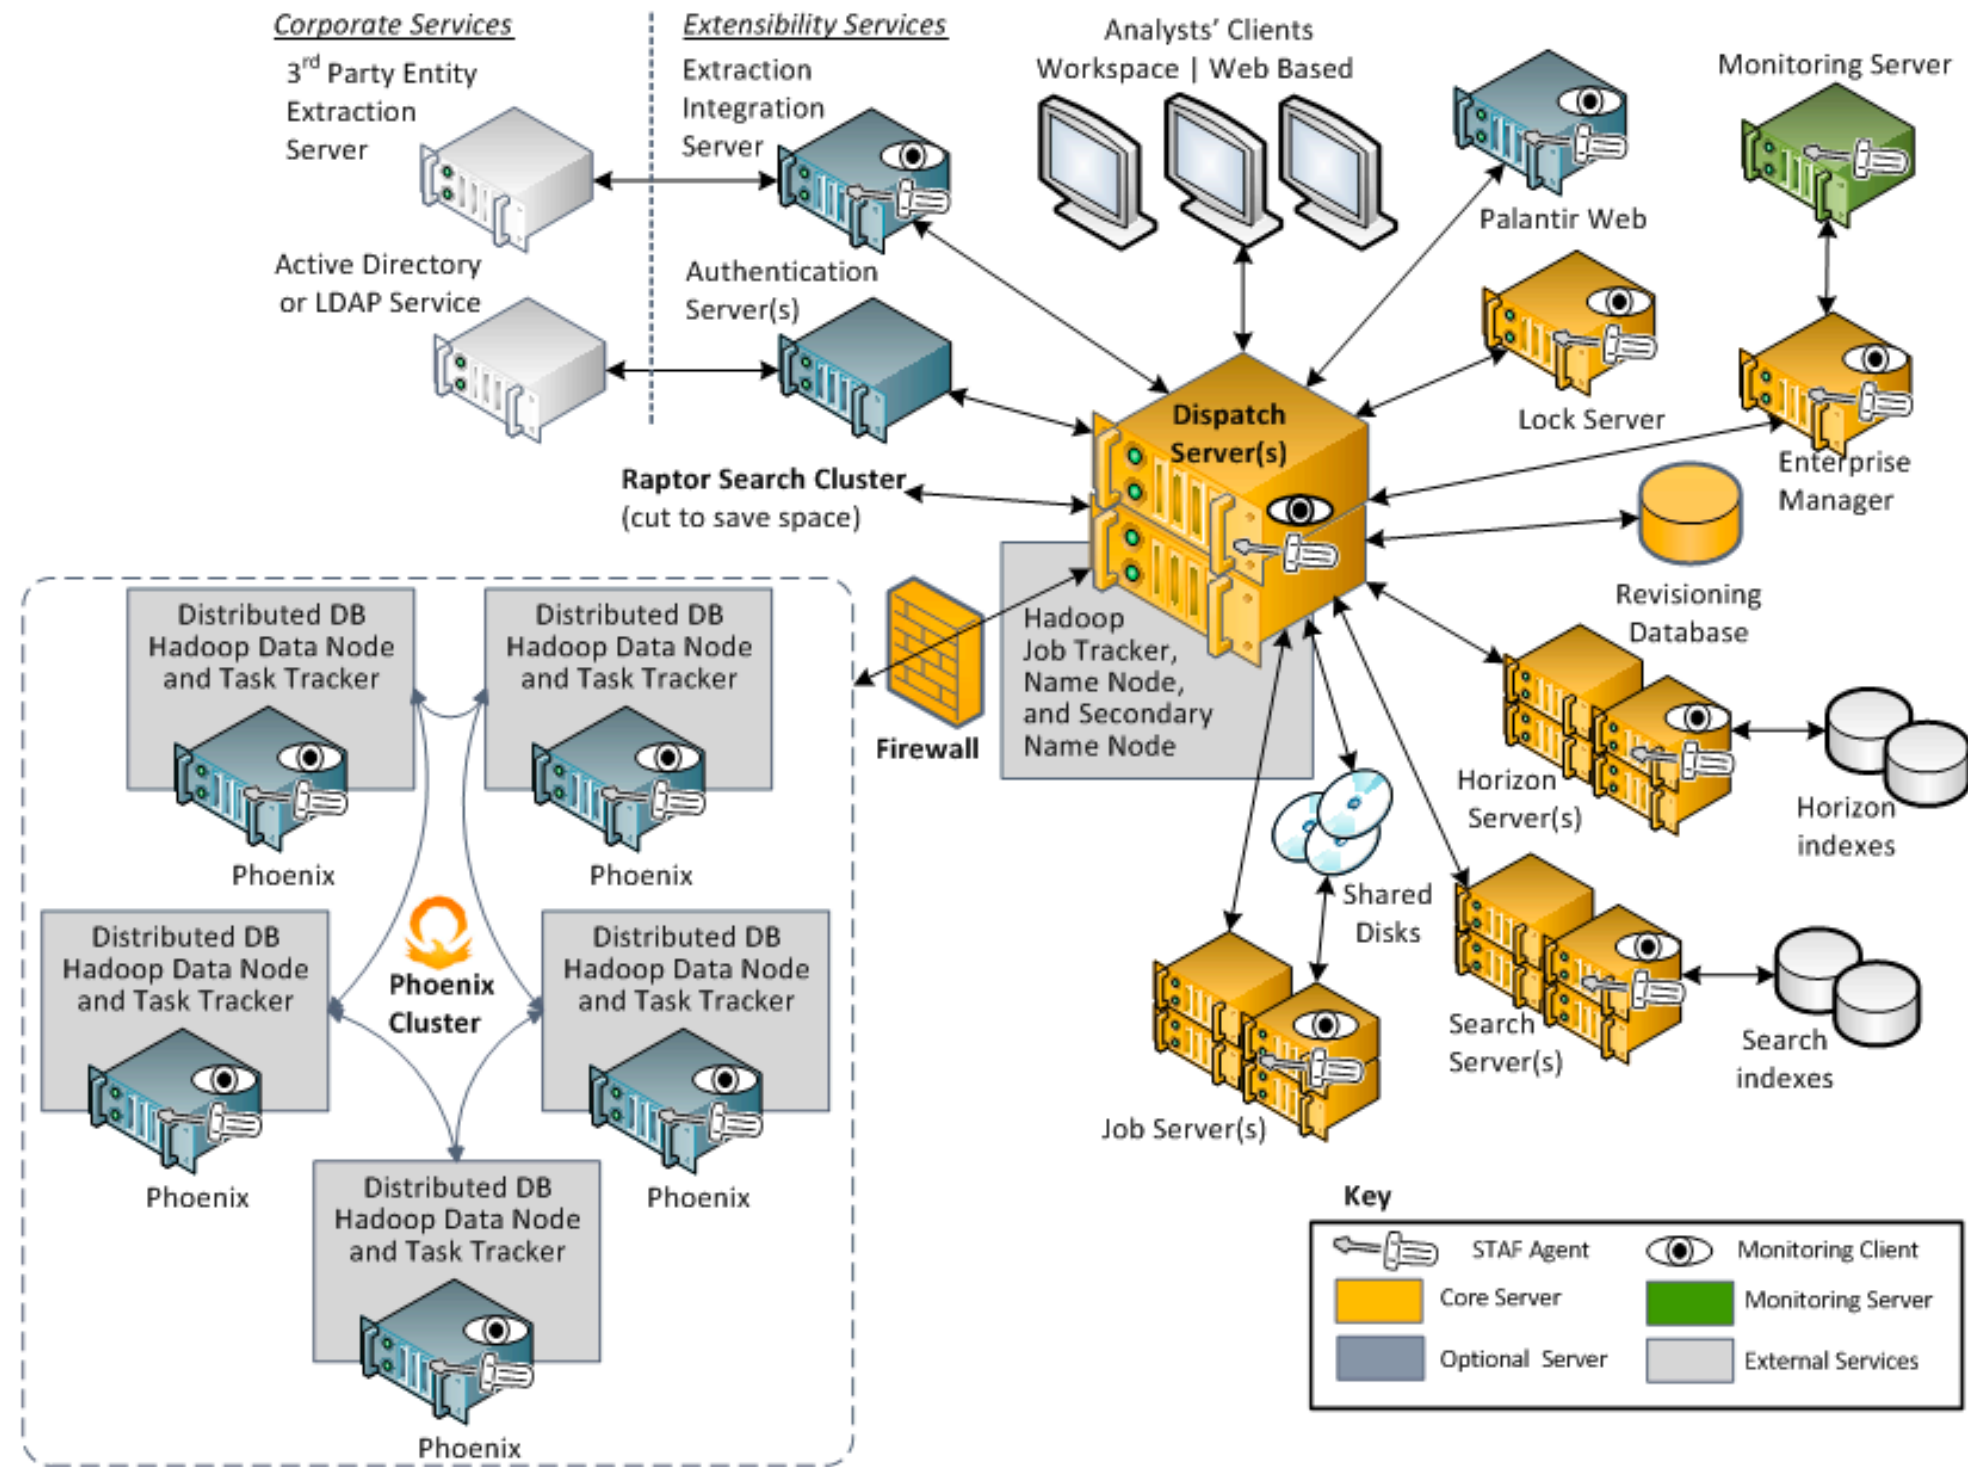 Corporate Services
3rd Party Entity
Extraction
Server
Active Directory
or LDAP Service
Extensibility Services
Extraction
Integration
Server
Authentication
Server(s)
Analysts' Clients
Workspace | Web Based
Palantir Web
Monitoring Server
Lock Server
Enterprise
Manager
Dispatch
Server(s)
Raptor Search Cluster
(cut to save space)
Revisioning
Database
Firewall
Hadoop
Job Tracker,
Name Node,
and Secondary
Name Node
Horizon
Server(s)
Horizon
indexes
Shared
Disks
Search
Server(s)
Search
indexes
Job Server(s)
Distributed DB
Hadoop Data Node
and Task Tracker
Phoenix
Distributed DB
Hadoop Data Node
and Task Tracker
Phoenix
Distributed DB
Hadoop Data Node
and Task Tracker
Phoenix
Phoenix
Cluster
Distributed DB
Hadoop Data Node
and Task Tracker
Phoenix
Distributed DB
Hadoop Data Node
and Task Tracker
Phoenix
Key
STAF Agent
Monitoring Client
Core Server
Monitoring Server
Optional Server
External Services